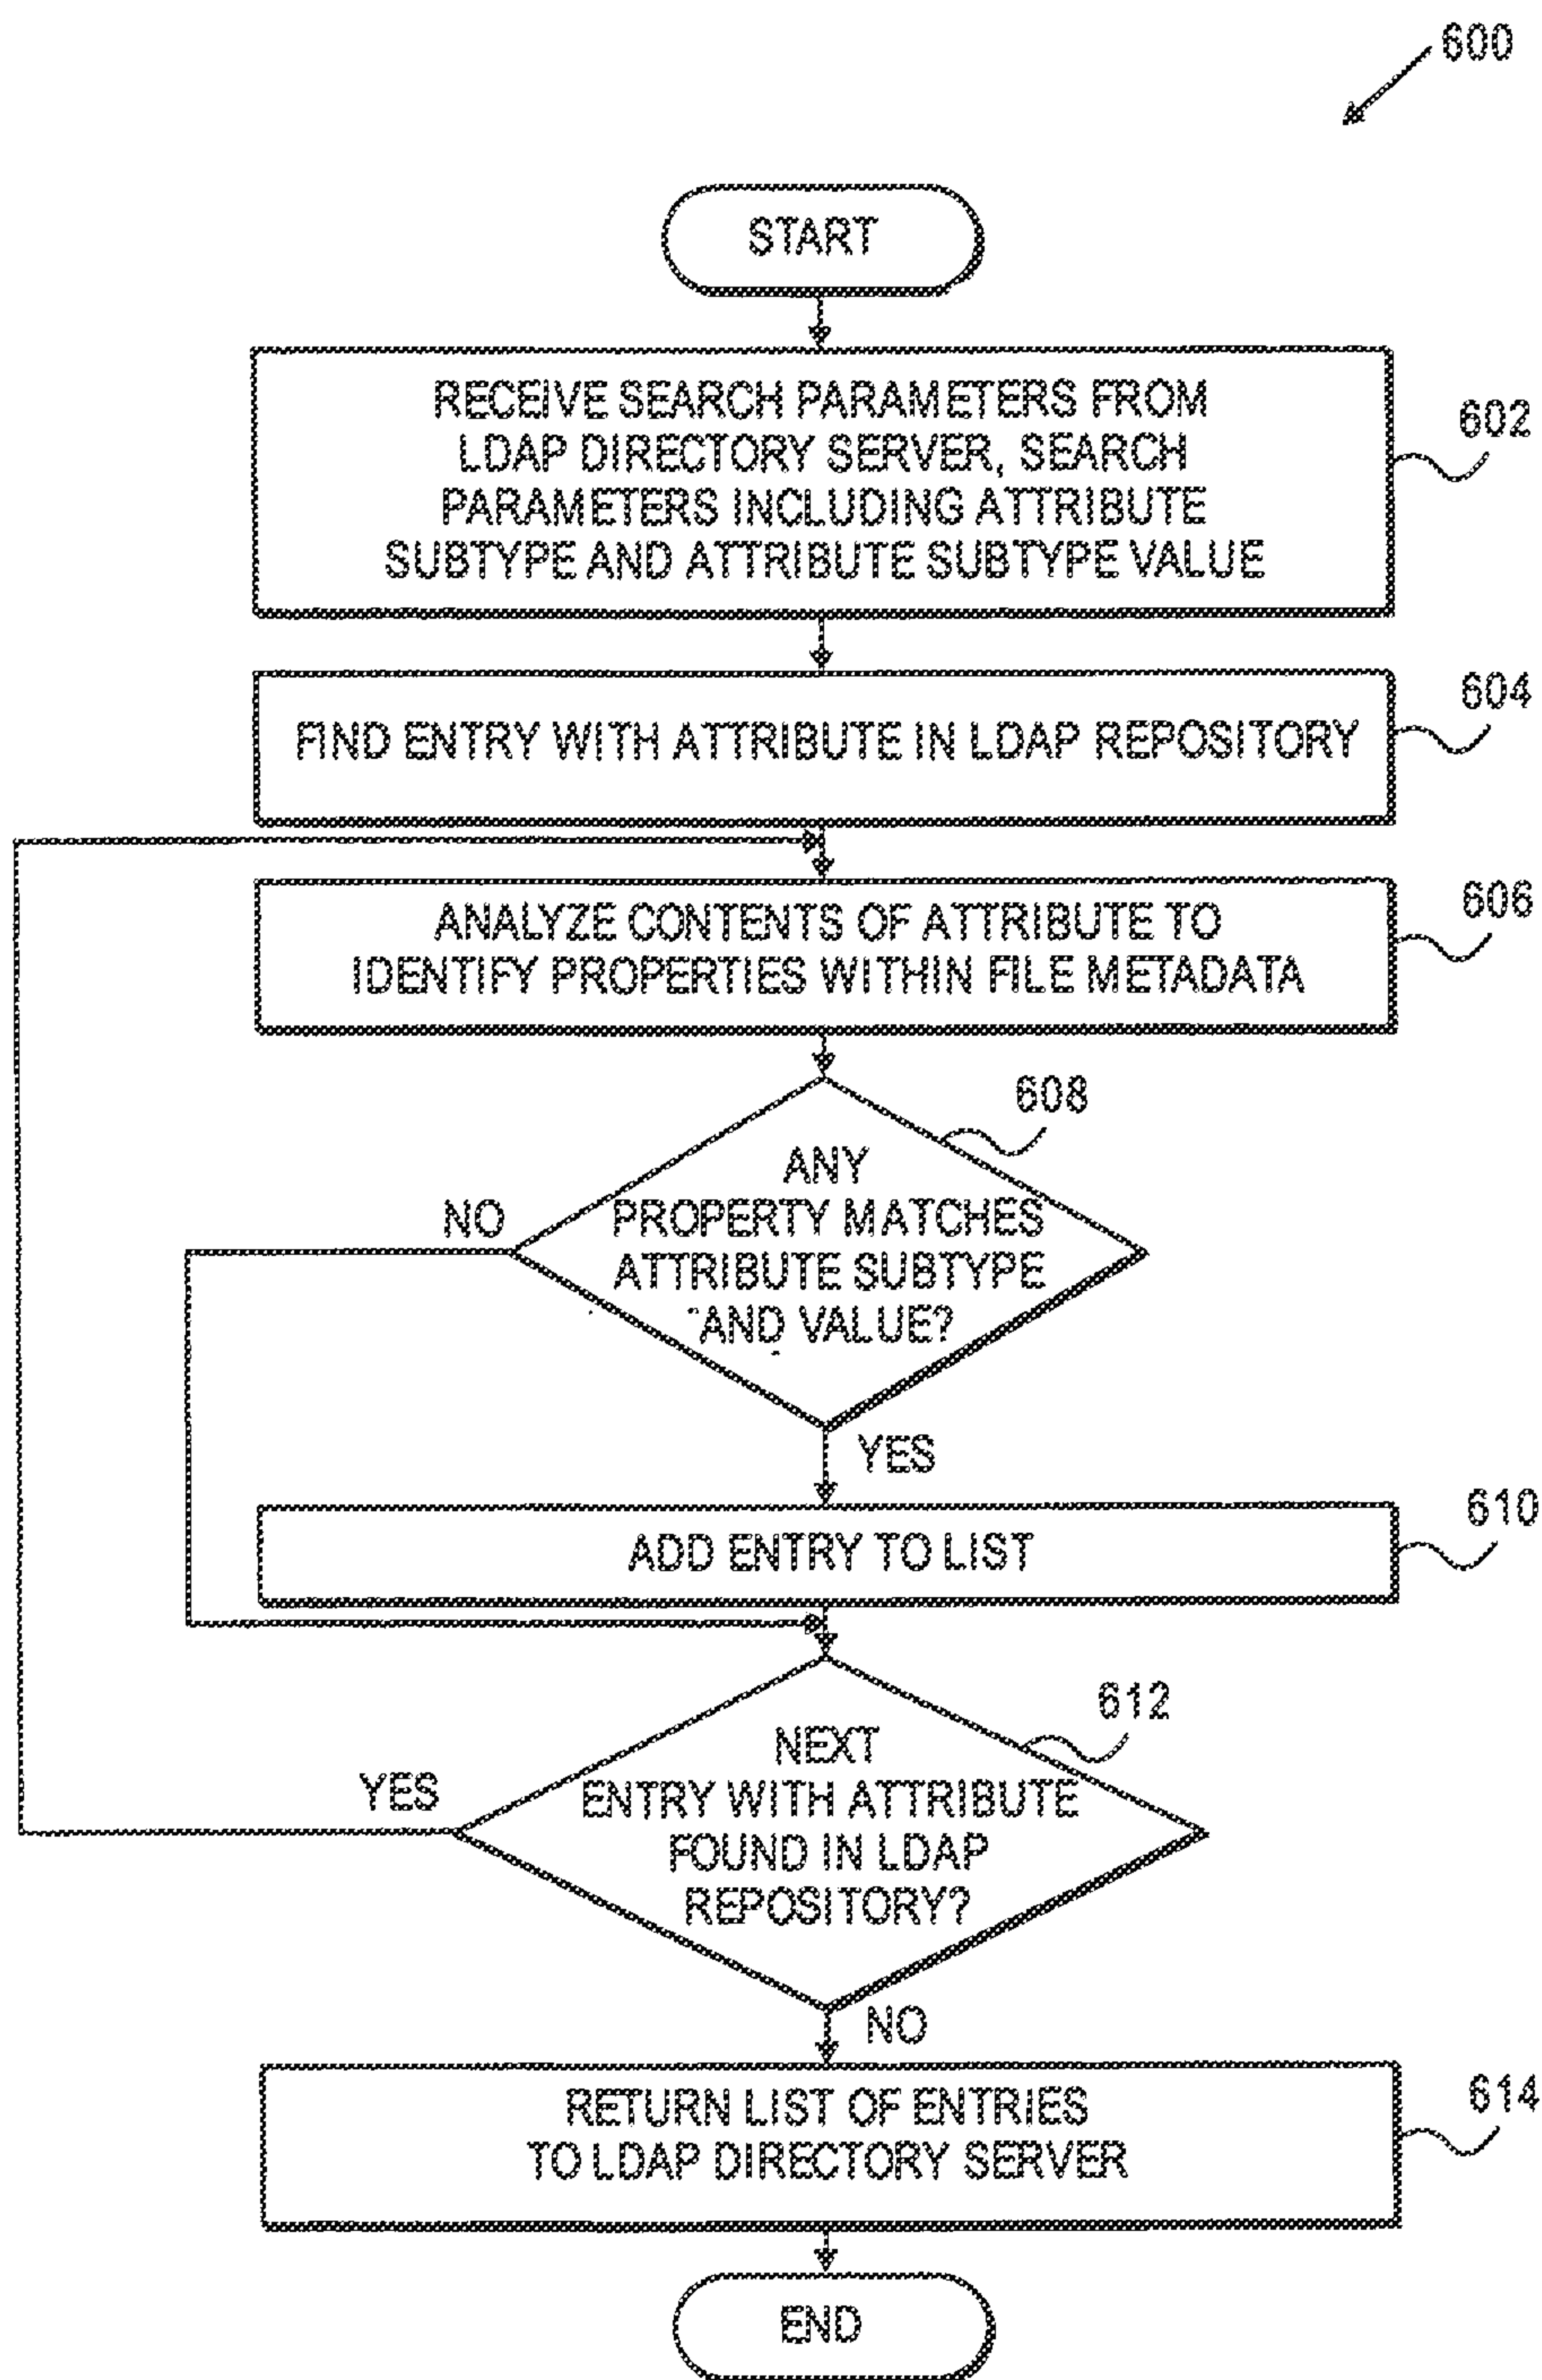 600
START
RECEIVE SEARCH PARAMETERS FROM
LDAP DIRECTORY SERVER, SEARCH
PARAMETERS INCLUDING ATTRIBUTE
SUBTYPE AND ATTRIBUTE SUBTYPE VALUE
602
FIND ENTRY WITH ATTRIBUTE IN LDAP REPOSITORY
604
ANALYZE CONTENTS OF ATTRIBUTE TO
IDENTIFY PROPERTIES WITHIN FILE METADATA
606
608
ANY
PROPERTY MATCHES
ATTRIBUTE SUBTYPE
AND VALUE?
NO
YES
ADD ENTRY TO LIST
610
612
NEXT
ENTRY WITH ATTRIBUTE
FOUND IN LDAP
REPOSITORY?
YES
NO
RETURN LIST OF ENTRIES
TO LDAP DIRECTORY SERVER
614
END